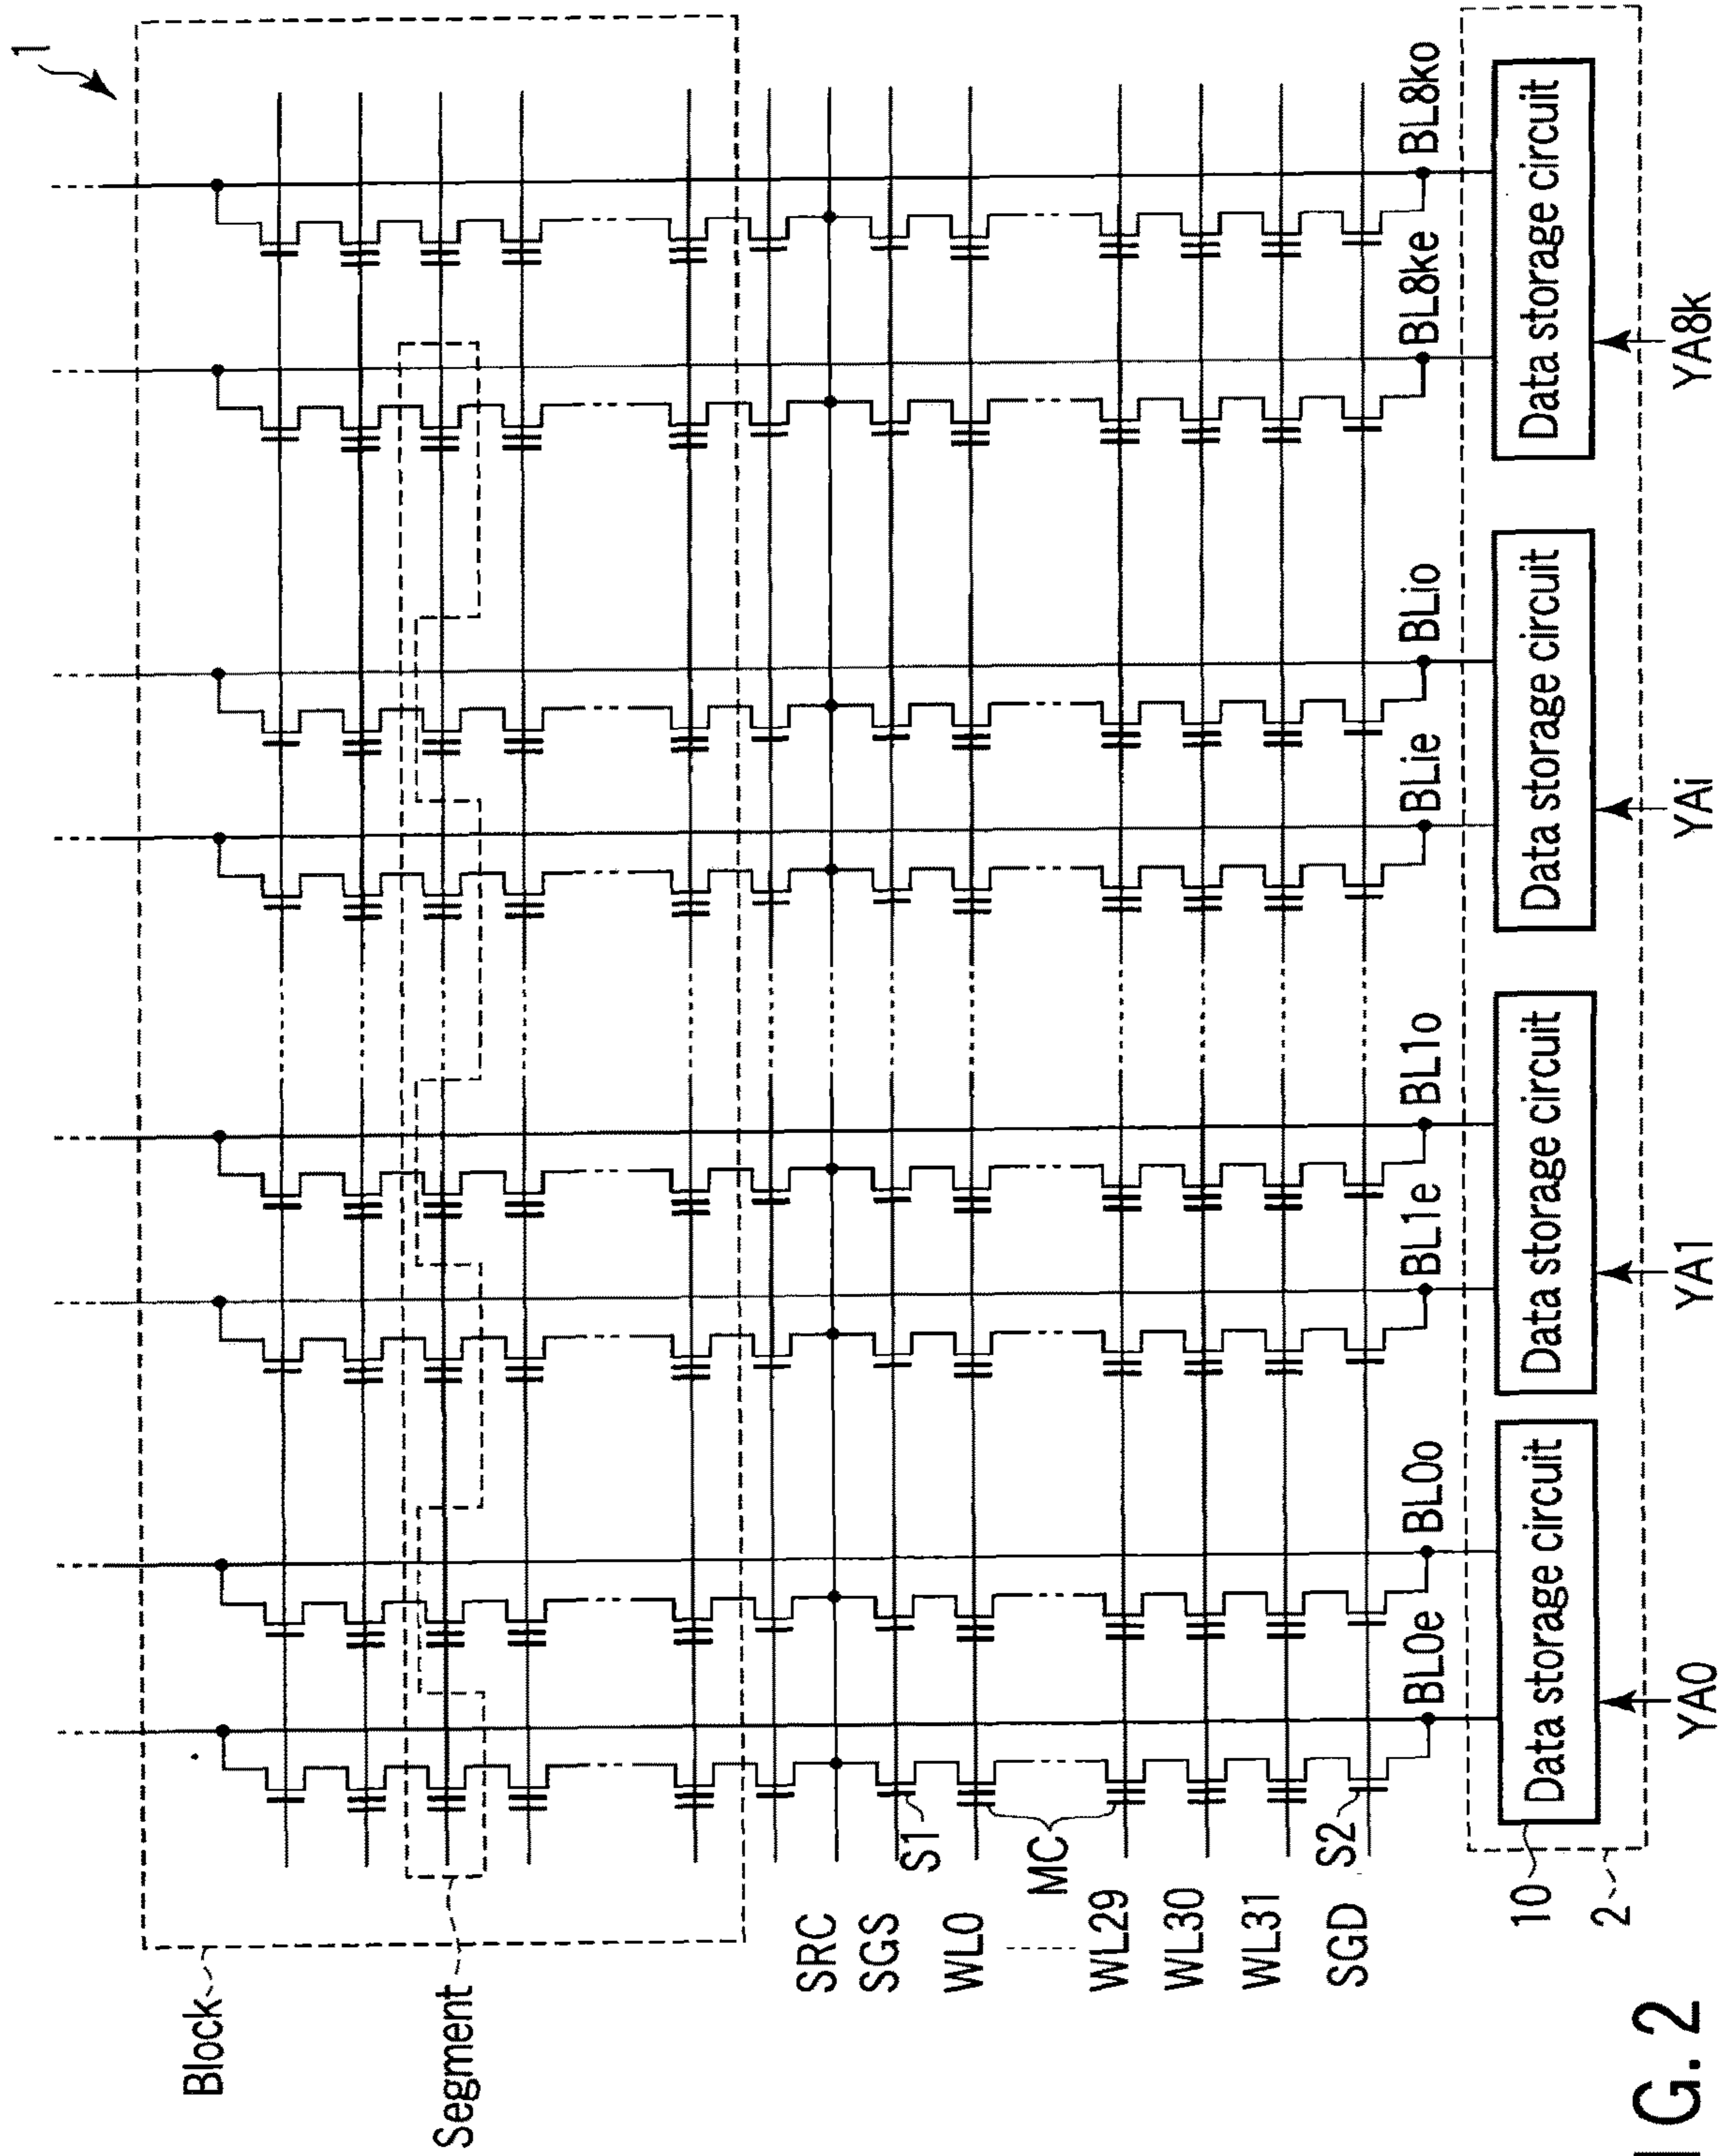 1
Block
Segment
SRC
SGS
WL0
WL29
WL30
WL31
SGD
S1
MC
S2
BL0e
BL0o
BL1e
BL1o
BLie
BLio
BL8ke
BL8ko
Data storage circuit
Data storage circuit
Data storage circuit
Data storage circuit
10
2
YA0
YA1
YAi
YA8k
IG. 2